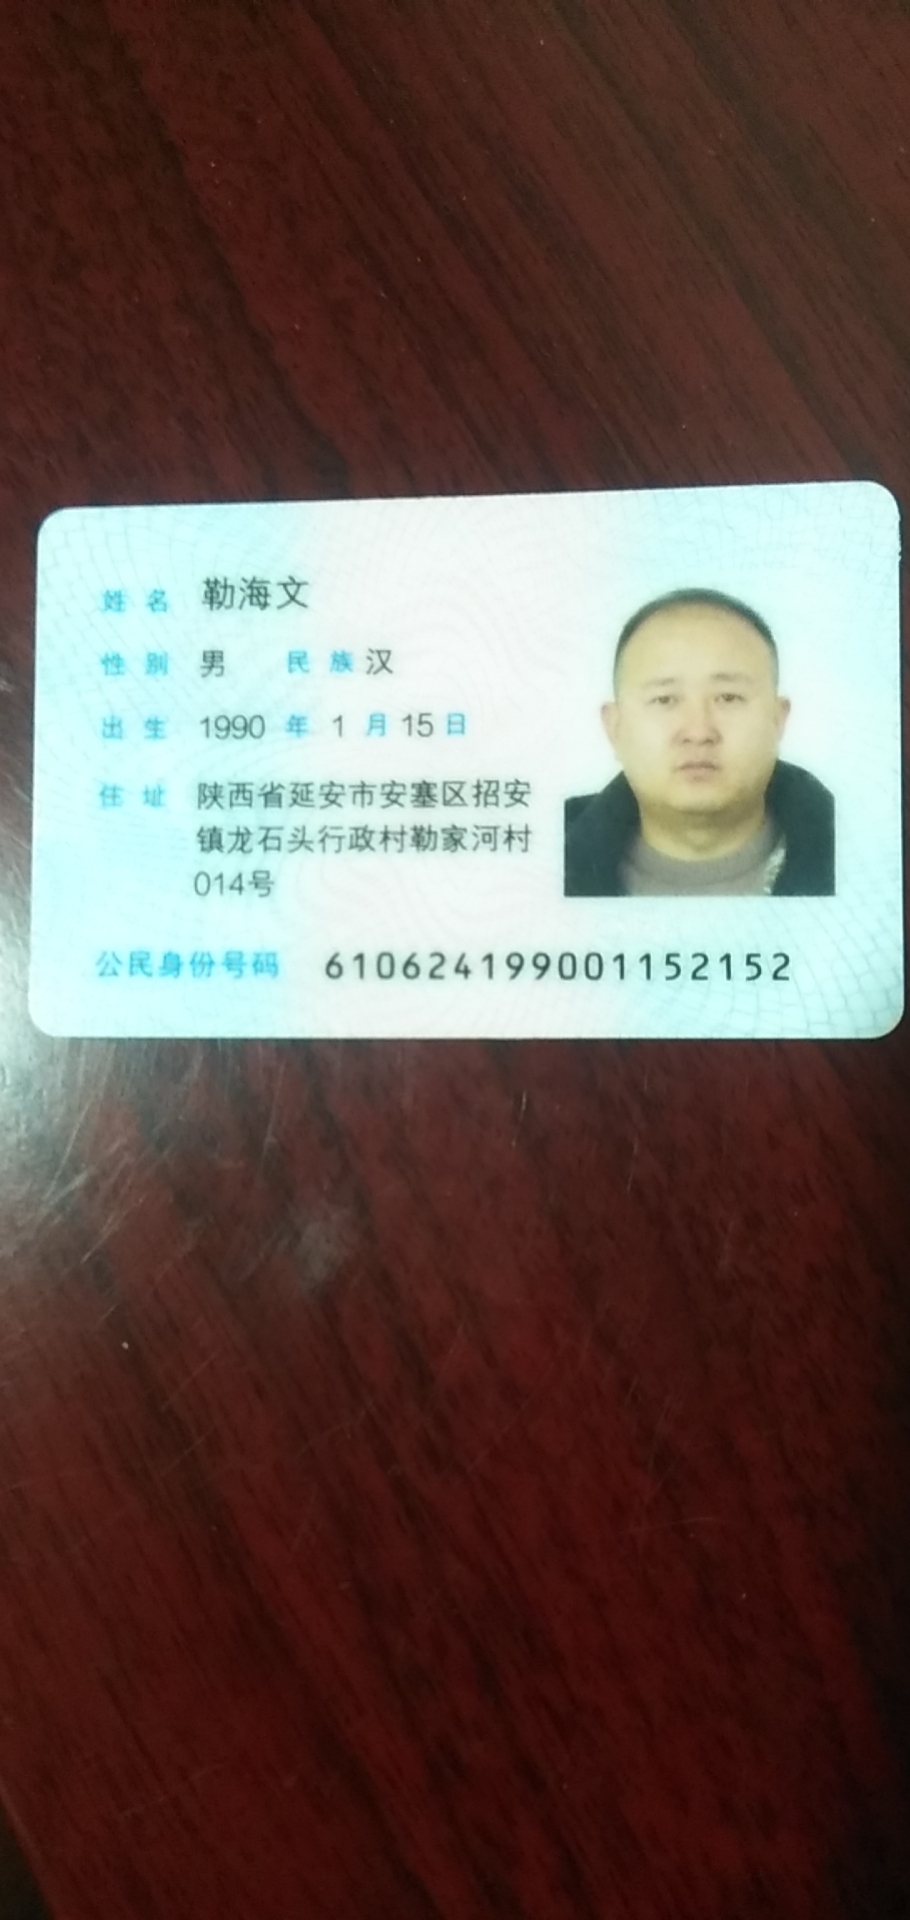 姓名 勒海文
性别 男 民族 汉
出生 1990 年 1 月 15 日
住址 陕西省延安市安塞区招安
镇龙石头行政村勒家河村
014号
公民身份号码 610624199001152152